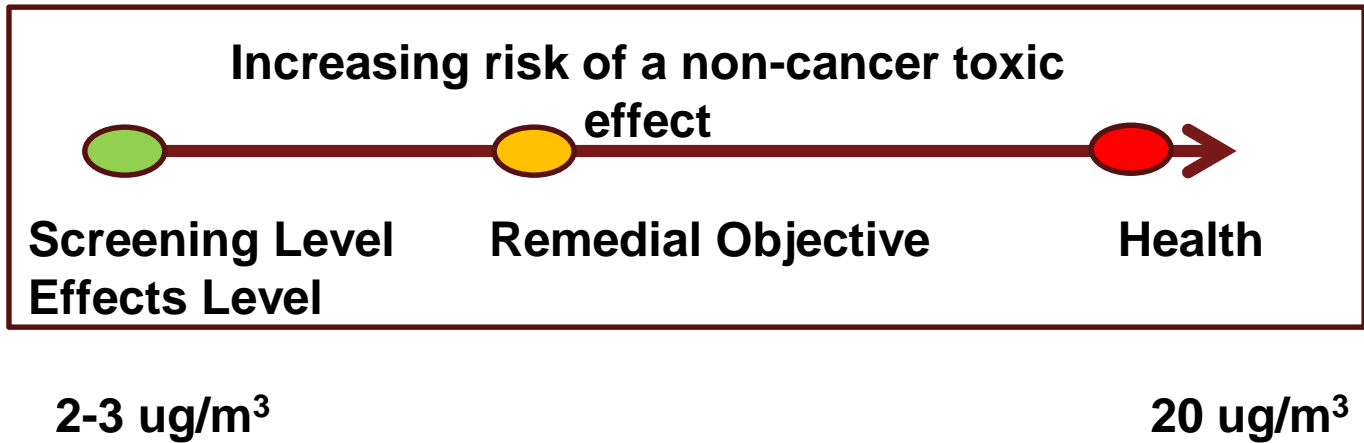 Increasing risk of a non-cancer toxic
effect
Screening Level Remedial Objective Health
Effects Level
2-3 ug/m³ 20 ug/m³